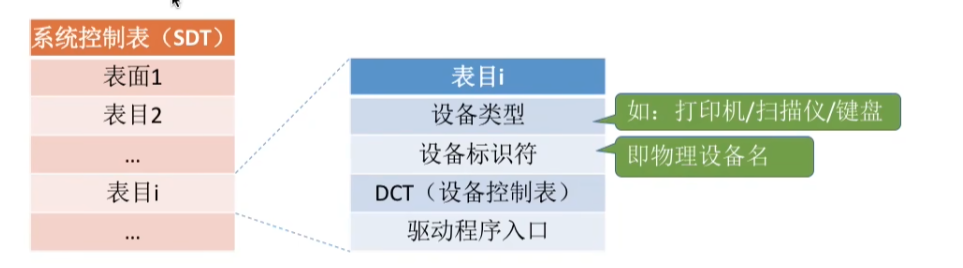 系统控制表（SDT）
表面1
表目2
...
表目i
...
表目i
设备类型
设备标识符
DCT（设备控制表）
驱动程序入口
如：打印机/扫描仪/键盘
即物理设备名